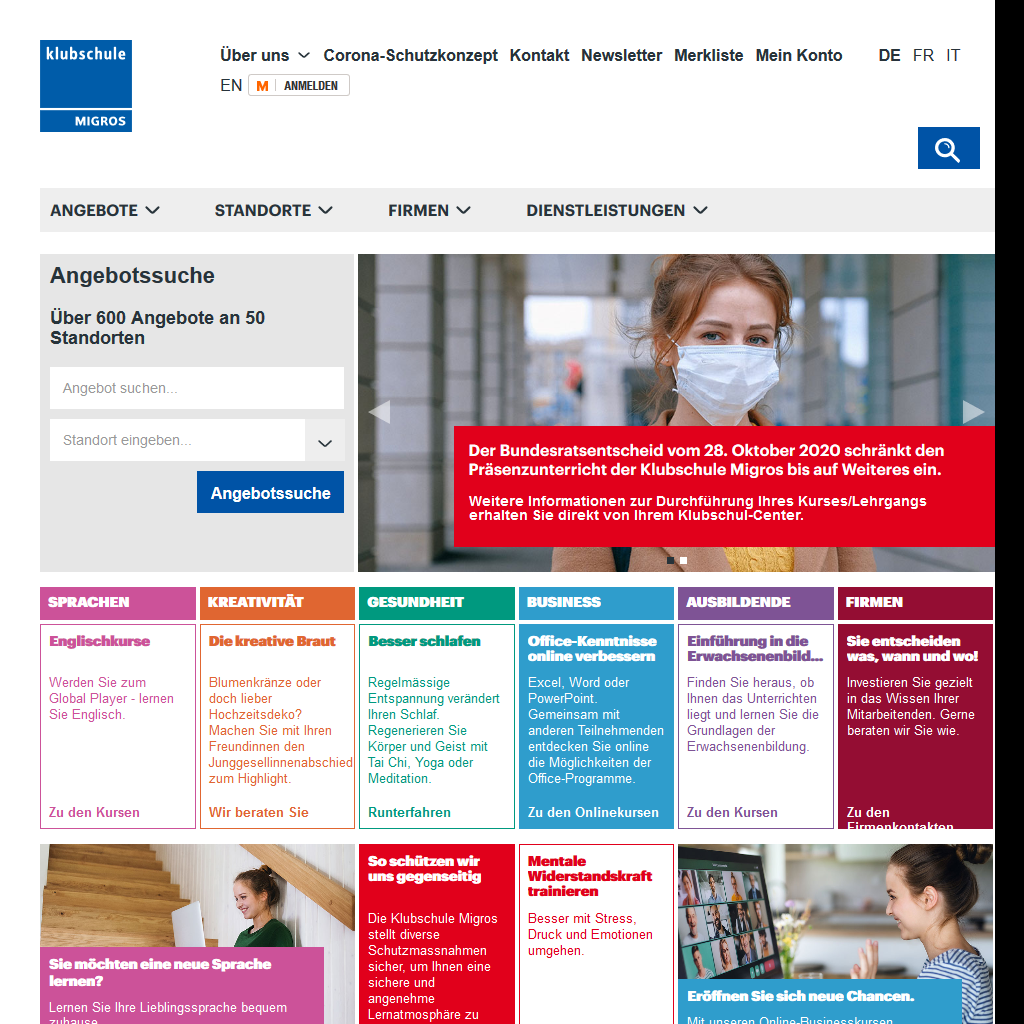 klubschule
MIGROS
Über uns
Corona-Schutzkonzept
Kontakt
Newsletter
Merkliste
Mein Konto
DE FR IT
EN
M ANMELDEN
ANGEBOTE
STANDORTE
FIRMEN
DIENSTLEISTUNGEN
Angebotssuche
Über 600 Angebote an 50
Standorten
Angebot suchen...
Standort eingeben...
Angebotssuche
Der Bundesratsentscheid vom 28. Oktober 2020 schränkt den
Präsenzunterricht der Klubschule Migros bis auf Weiteres ein.
Weitere Informationen zur Durchführung Ihres Kurses/Lehrgangs
erhalten Sie direkt von Ihrem Klubschul-Center.
SPRACHEN
Englischkurse
Werden Sie zum
Global Player - lernen
Sie Englisch.
Zu den Kursen
KREATIVITÄT
Die kreative Braut
Blumenkränze oder
doch lieber
Hochzeitsdeko?
Machen Sie mit Ihren
Freundinnen den
Junggesellinnenabschied
zum Highlight.
Wir beraten Sie
GESUNDHEIT
Besser schlafen
Regelmässige
Entspannung verändert
Ihren Schlaf.
Regenerieren Sie
Körper und Geist mit
Tai Chi, Yoga oder
Meditation.
Runterfahren
BUSINESS
Office-Kenntnisse
online verbessern
Excel, Word oder
PowerPoint.
Gemeinsam mit
anderen Teilnehmenden
entdecken Sie online
die Möglichkeiten der
Office-Programme.
Zu den Onlinekursen
AUSBILDENDE
Einführung in die
Erwachsenenbild...
Finden Sie heraus, ob
Ihnen das Unterrichten
liegt und lernen Sie die
Grundlagen der
Erwachsenenbildung.
Zu den Kursen
FIRMEN
Sie entscheiden
was, wann und wo!
Investieren Sie gezielt
in das Wissen Ihrer
Mitarbeitenden. Gerne
beraten wir Sie wie.
Zu den
Firmenkontakten
Sie möchten eine neue Sprache
lernen?
Lernen Sie Ihre Lieblingssprache bequem
zuhause
So schützen wir
uns gegenseitig
Die Klubschule Migros
stellt diverse
Schutzmassnahmen
sicher, um Ihnen eine
sichere und
angenehme
Lernatmosphäre zu
Mentale
Widerstandskraft
trainieren
Besser mit Stress,
Druck und Emotionen
umgehen.
Eröffnen Sie sich neue Chancen.
Mit unseren Online-Businesskursen